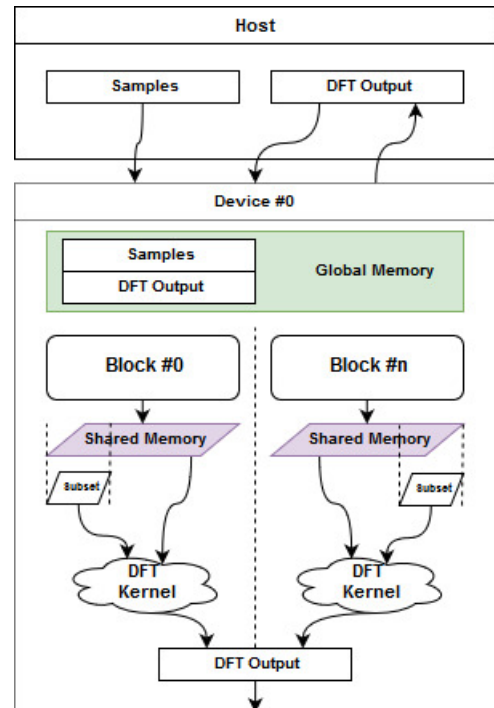 Host
Samples
DFT Output
Device #0
Samples
DFT Output
Global Memory
Block #0
Block #n
Shared Memory
Shared Memory
Subset
Subset
DFT
Kernel
DFT
Kernel
DFT Output